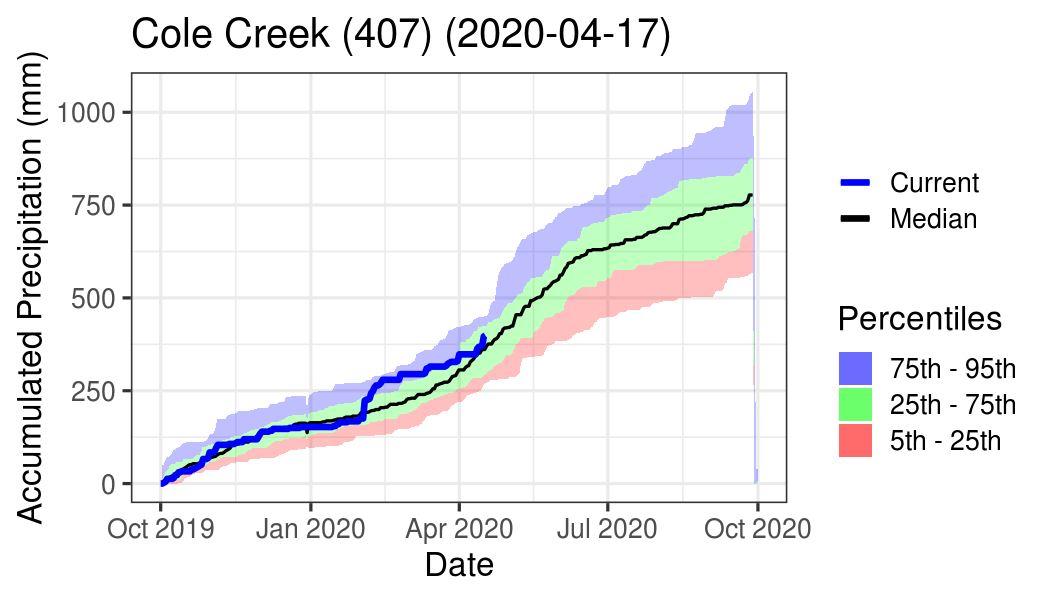 Cole Creek (407) (2020-04-17)
Accumulated Precipitation (mm)
1000
750
500
250
0
Oct 2019
Jan 2020
Apr 2020
Jul 2020
Oct 2020
Date
Current
Median
Percentiles
75th - 95th
25th - 75th
5th - 25th